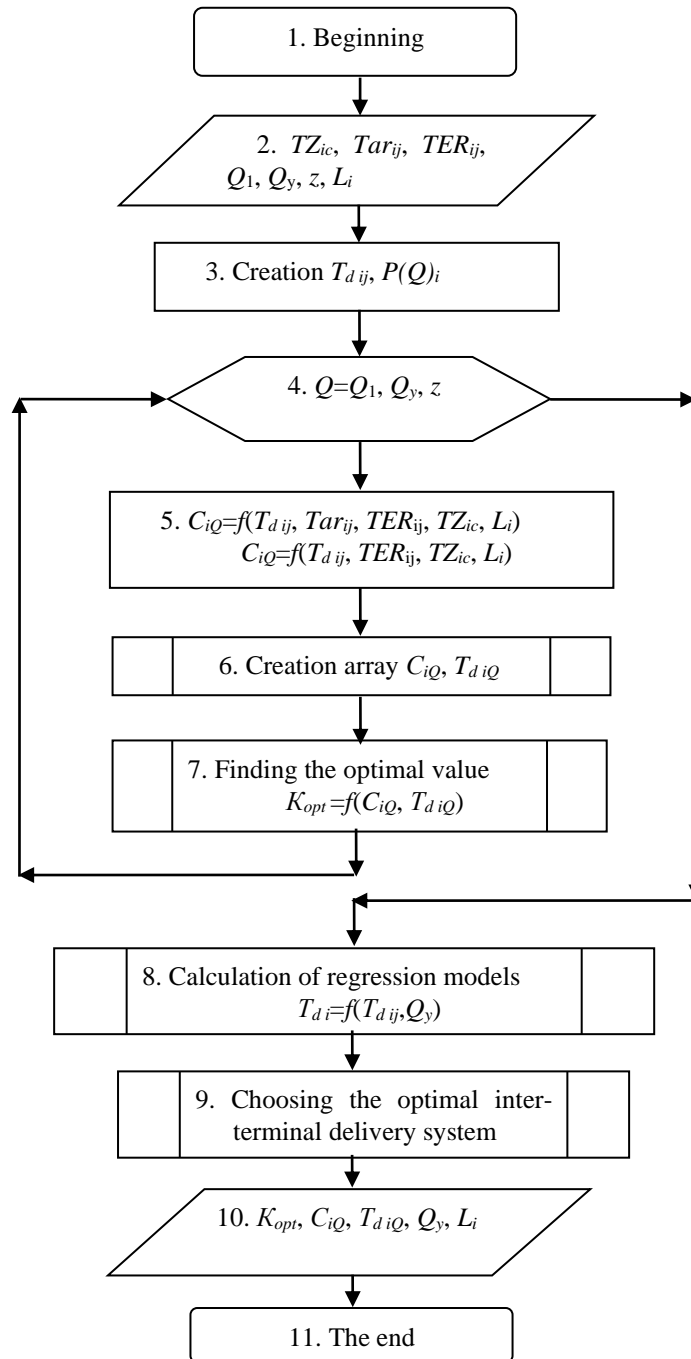 1. Beginning
2. TZic, Tarij, TERij,
Q1, Qy, z, Li
3. Creation Td ij, P(Q)i
4. Q=Q1, Qy, z
5. CiQ=f(Td ij, Tarij, TERij, TZic, Li)
CiQ=f(Td ij, TERij, TZic, Li)
6. Creation array CiQ, Td iQ
7. Finding the optimal value
Kopt=f(CiQ, Td iQ)
8. Calculation of regression models
Td i=f(Td ij,Qy)
9. Choosing the optimal inter-
terminal delivery system
10. Kopt, CiQ, Td iQ, Qy, Li
11. The end